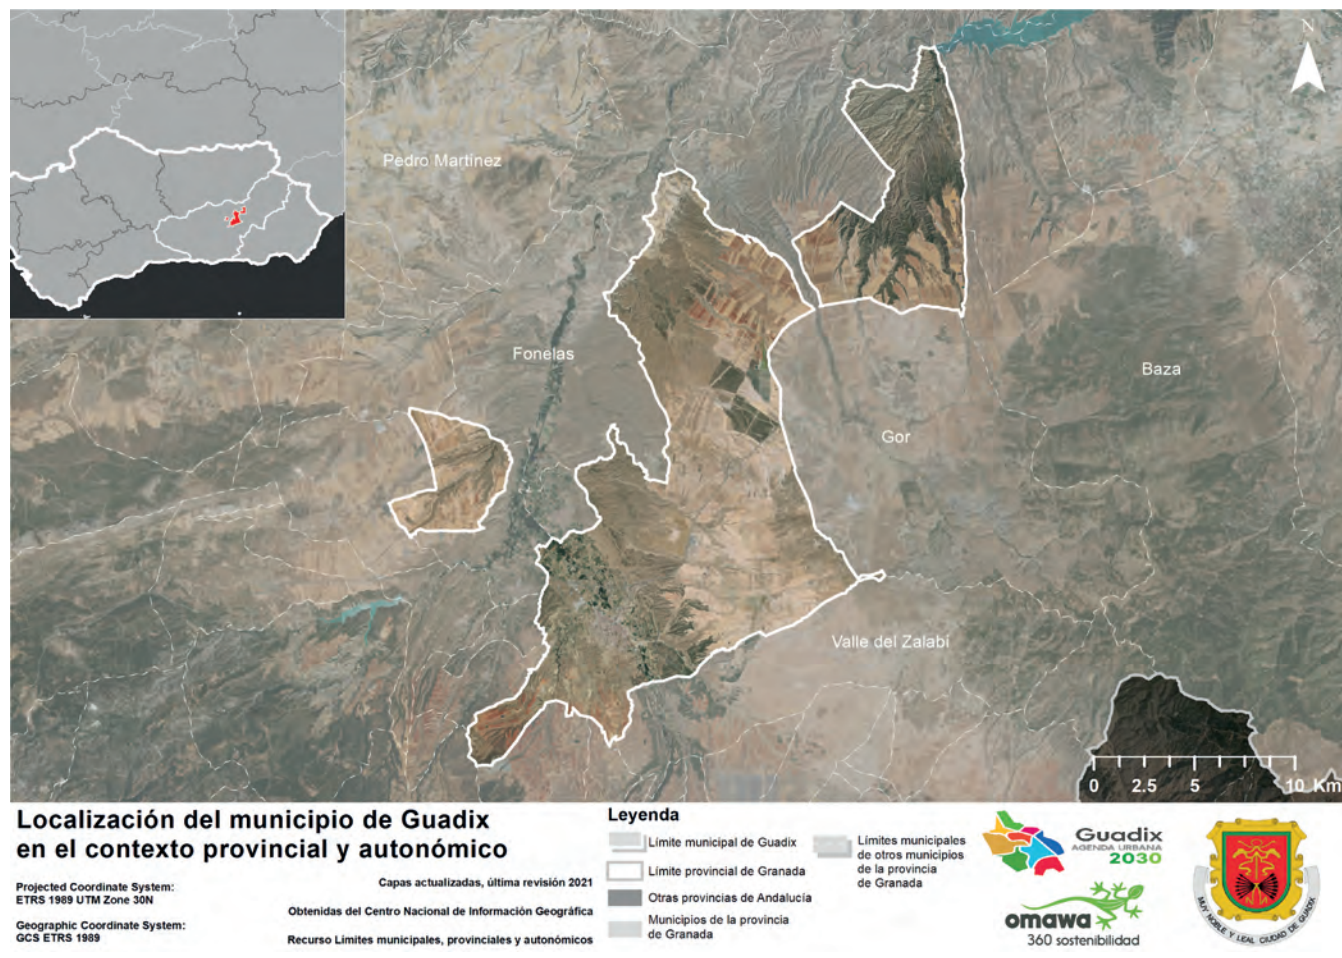 N
Pedro Martínez
Fonelas
Baza
Gor
Valle del Zalabí
0 2.5 5 10 Km
Localización del municipio de Guadix
en el contexto provincial y autonómico
Projected Coordinate System:
ETRS 1989 UTM Zone 30N
Geographic Coordinate System:
GCS ETRS 1989
Capas actualizadas, última revisión 2021
Obtenidas del Centro Nacional de Información Geográfica
Recurso Límites municipales, provinciales y autonómicos
Leyenda
Límite municipal de Guadix
Límite provincial de Granada
Otras provincias de Andalucía
Municipios de la provincia
de Granada
Límites municipales
de otros municipios
de la provincia
de Granada
Guadix
AGENDA URBANA
2030
omawa
360 sostenibilidad
MUY NOBLE Y LEAL CIUDAD DE GUADIX